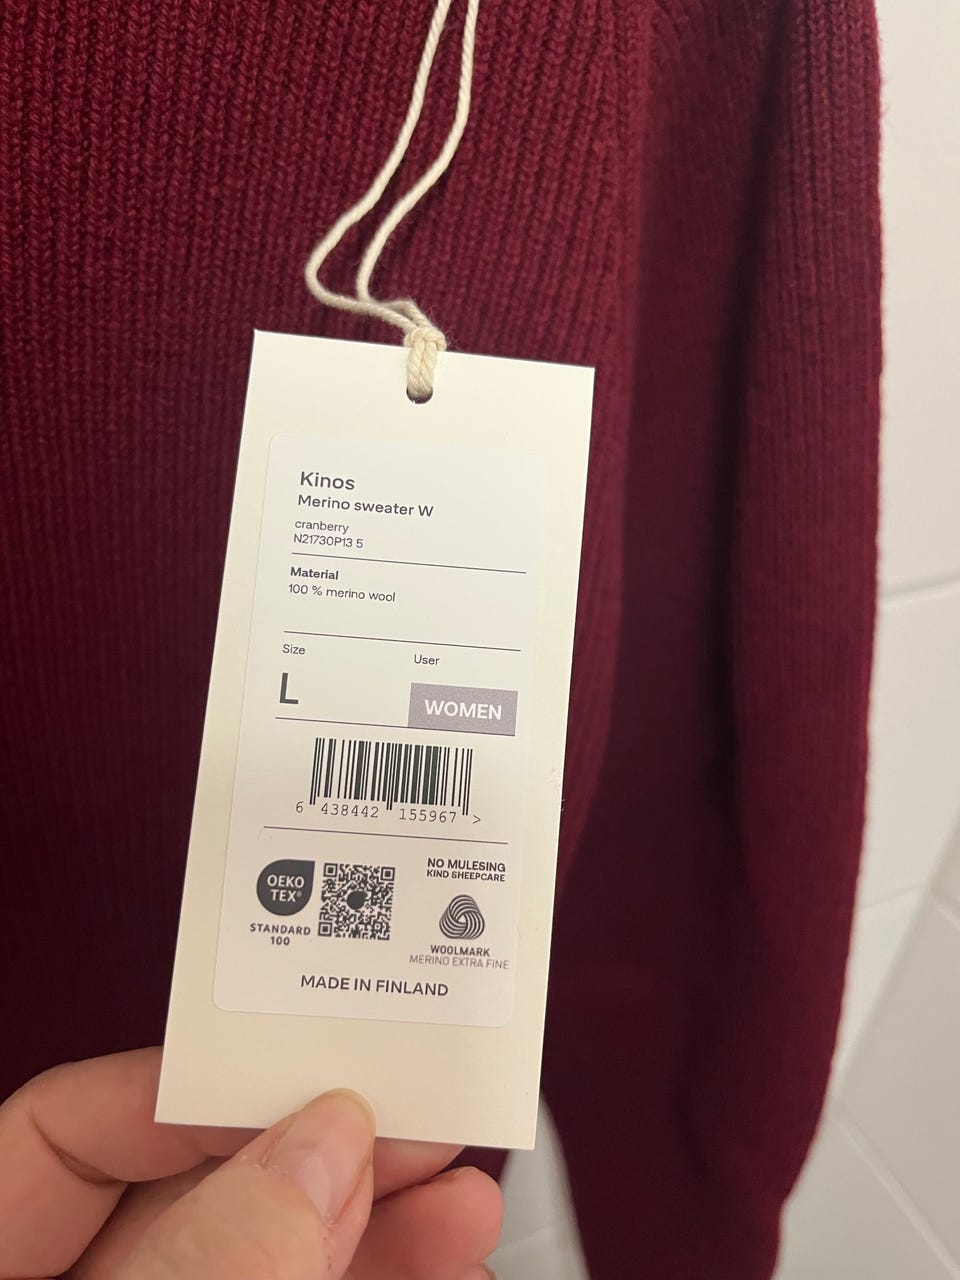 Kinos
Merino sweater W
cranberry
N21730P13 5
Material
100 % merino wool
Size
User
L
WOMEN
6 438442 155967 >
OEKO
TEX®
STANDARD
100
NO MULESING
KIND SHEEPCARE
WOOLMARK
MERINO EXTRA FINE
MADE IN FINLAND